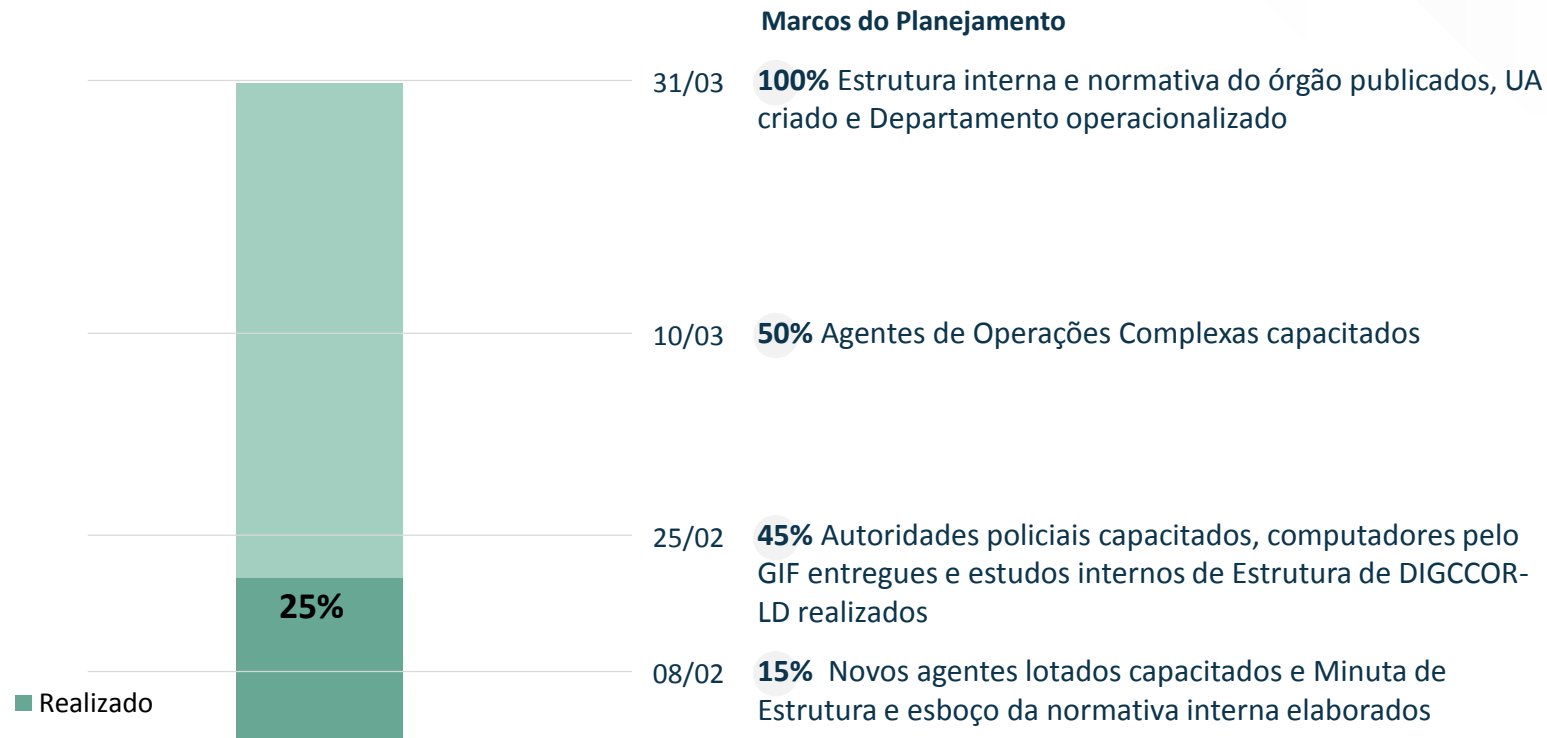 Marcos do Planejamento
31/03 100% Estrutura interna e normativa do órgão publicados, UA
criado e Departamento operacionalizado
10/03 50% Agentes de Operações Complexas capacitados
25/02 45% Autoridades policiais capacitados, computadores pelo
GIF entregues e estudos internos de Estrutura de DIGCCOR-
LD realizados
25%
08/02 15% Novos agentes lotados capacitados e Minuta de
Estrutura e esboço da normativa interna elaborados
Realizado